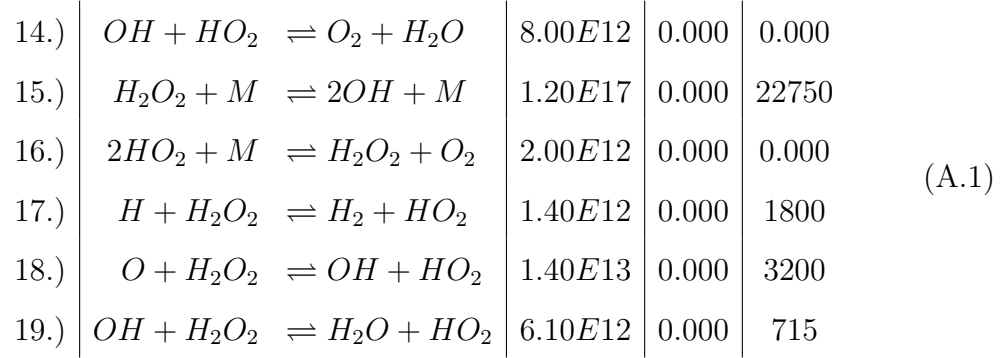 14.) OH + HO₂ ⇌ O₂ + H₂O 8.00E12 0.000 0.000
15.) H₂O₂ + M ⇌ 2OH + M 1.20E17 0.000 22750
16.) 2HO₂ + M ⇌ H₂O₂ + O₂ 2.00E12 0.000 0.000
(A.1)
17.) H + H₂O₂ ⇌ H₂ + HO₂ 1.40E12 0.000 1800
18.) O + H₂O₂ ⇌ OH + HO₂ 1.40E13 0.000 3200
19.) OH + H₂O₂ ⇌ H₂O + HO₂ 6.10E12 0.000 715